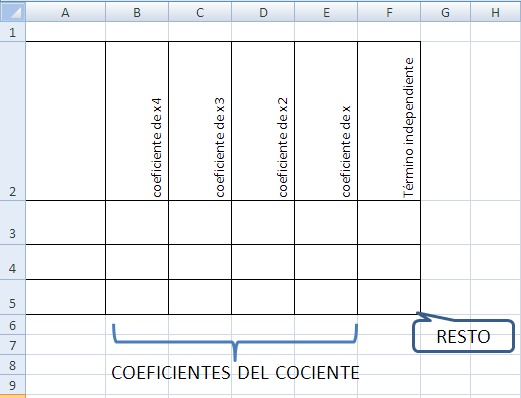 A B C D E F G H
1
2 coeficiente de x4 coeficiente de x3 coeficiente de x2 coeficiente de x Término independiente
3
4
5
6
RESTO
7
8
COEFICIENTES DEL COCIENTE
9